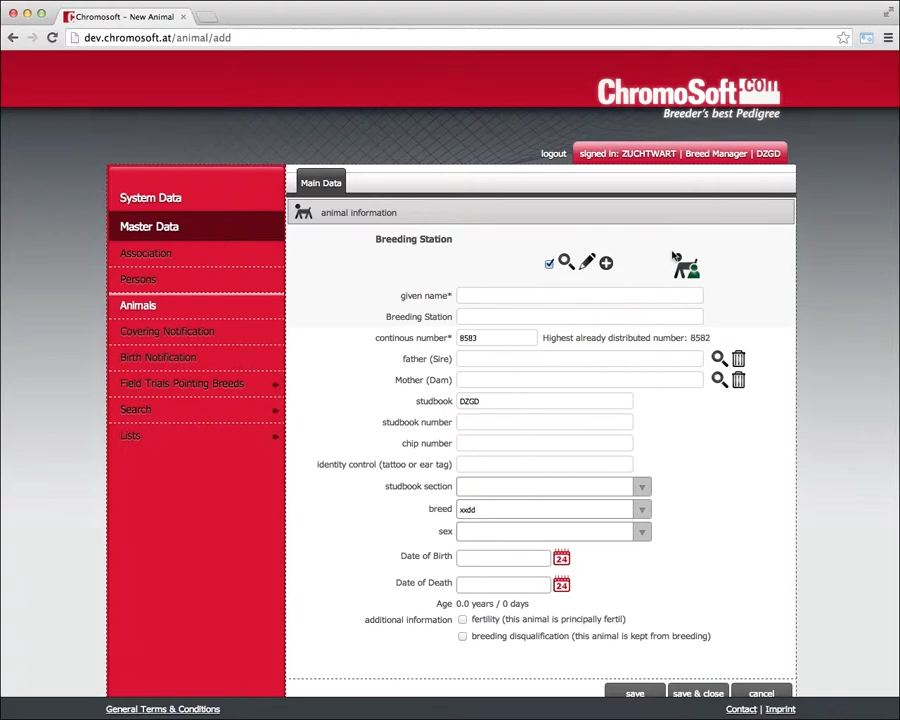 Chromosoft - New Animal
dev.chromosoft.at/animal/add
ChromoSoft.com
Breeder's best Pedigree
logout
signed in: ZUCHTWART | Breed Manager | DZGD
System Data
Master Data
Association
Persons
Animals
Covering Notification
Birth Notification
Field Trials Pointing Breeds
Search
Lists
Main Data
animal information
Breeding Station
given name*
Breeding Station
continous number* 8583 Highest already distributed number: 8582
father (Sire)
Mother (Dam)
studbook DZGD
studbook number
chip number
identity control (tattoo or ear tag)
studbook section
breed xxdd
sex
Date of Birth 24
Date of Death 24
Age 0.0 years / 0 days
additional information fertility (this animal is principally fertil)
breeding disqualification (this animal is kept from breeding)
save save & close cancel
General Terms & Conditions
Contact | Imprint